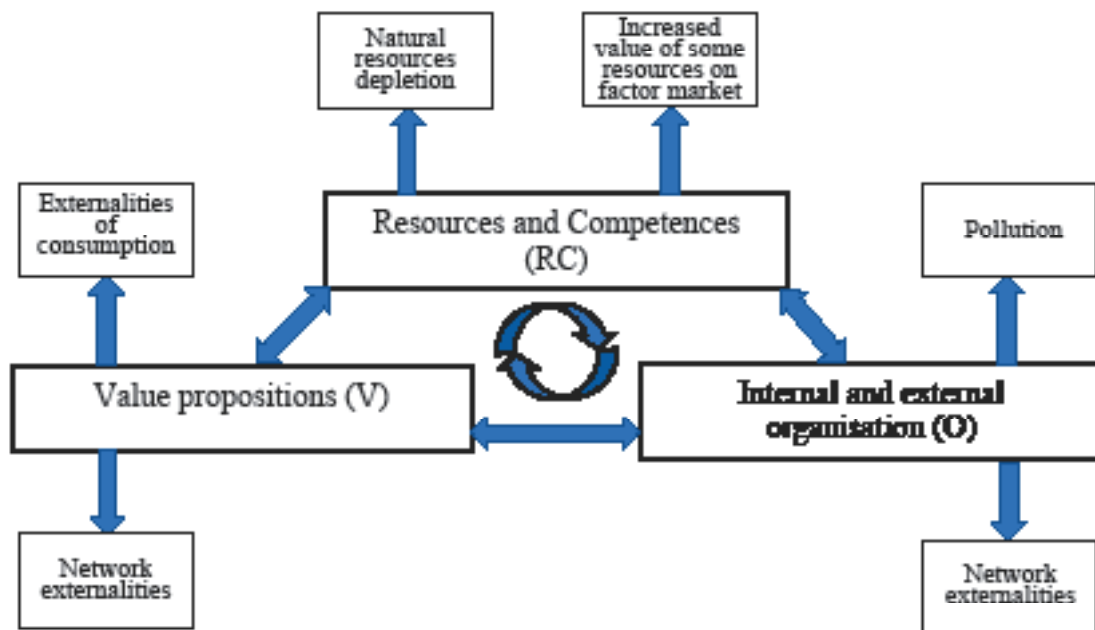 Natural
resources
depletion
Increased
value of some
resources on
factor market
Externalities
of
consumption
Resources and Competences
(RC)
Pollution
Value propositions (V)
Internal and external
organisation (O)
Network
externalities
Network
externalities